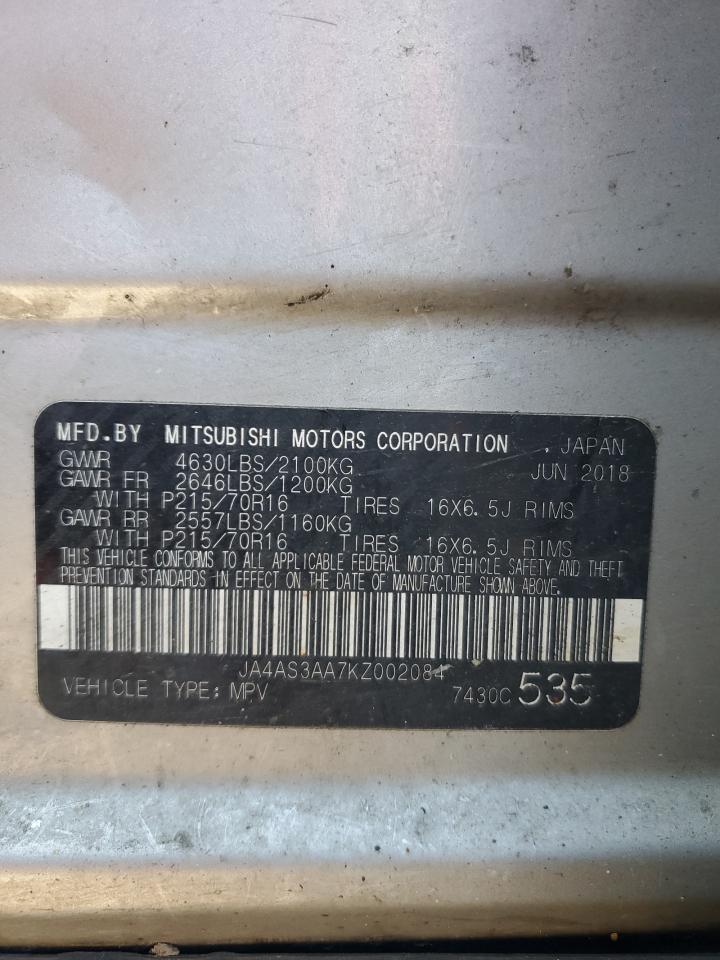 MFD.BY MITSUBISHI MOTORS CORPORATION . JAPAN
GVWR 4630LBS/2100KG JUN 2018
GAWR FR 2646LBS/1200KG
WITH P215/70R16 TIRES 16X6.5J RIMS
GAWR RR 2557LBS/1160KG
WITH P215/70R16 TIRES 16X6.5J RIMS
THIS VEHICLE CONFORMS TO ALL APPLICABLE FEDERAL MOTOR VEHICLE SAFETY AND THEFT
PREVENTION STANDARDS IN EFFECT ON THE DATE OF MANUFACTURE SHOWN ABOVE.
JA4AS3AA7KZ002084
VEHICLE TYPE: MPV 7430C 535